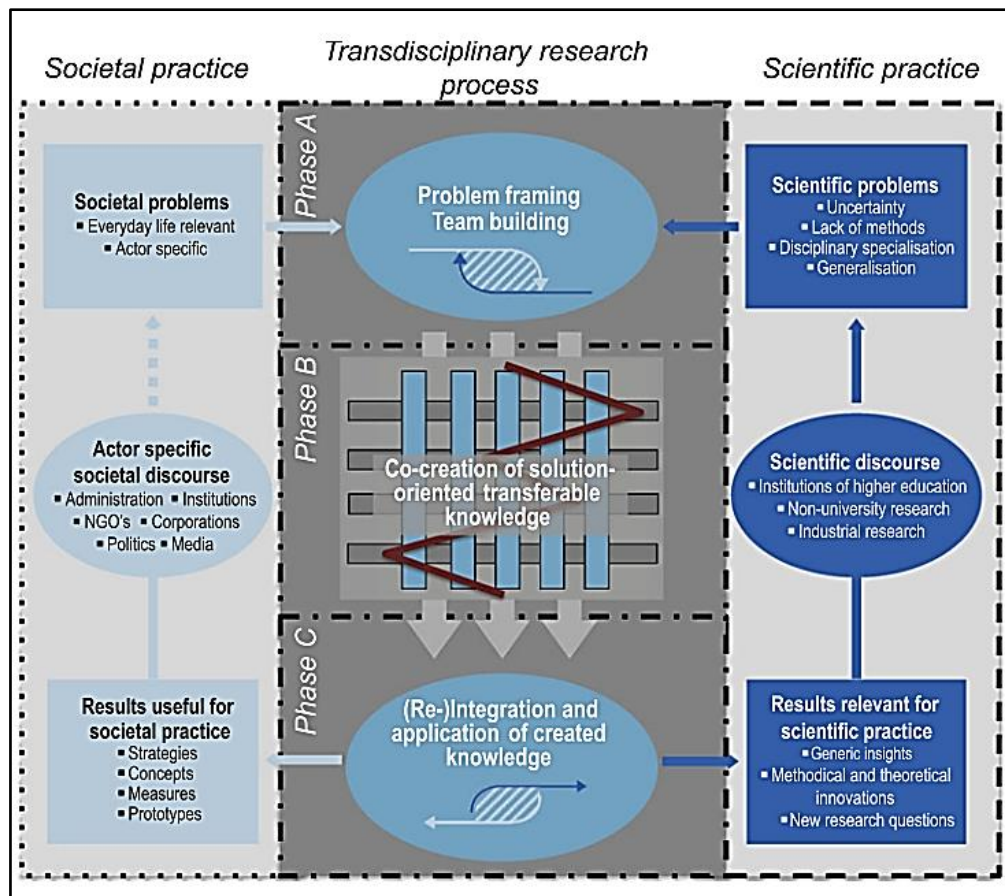 Societal practice
Transdisciplinary research
process
Scientific practice
Phase A
Societal problems
▪ Everyday life relevant
▪ Actor specific
Problem framing
Team building
Scientific problems
▪ Uncertainty
▪ Lack of methods
▪ Disciplinary specialisation
▪ Generalisation
Phase B
Actor specific
societal discourse
▪ Administration ▪ Institutions
▪ NGO's ▪ Corporations
▪ Politics ▪ Media
Co-creation of solution-
oriented transferable
knowledge
Scientific discourse
▪ Institutions of higher education
▪ Non-university research
▪ Industrial research
Phase C
Results useful for
societal practice
▪ Strategies
▪ Concepts
▪ Measures
▪ Prototypes
(Re-)Integration and
application of created
knowledge
Results relevant for
scientific practice
▪ Generic insights
▪ Methodical and theoretical
innovations
▪ New research questions